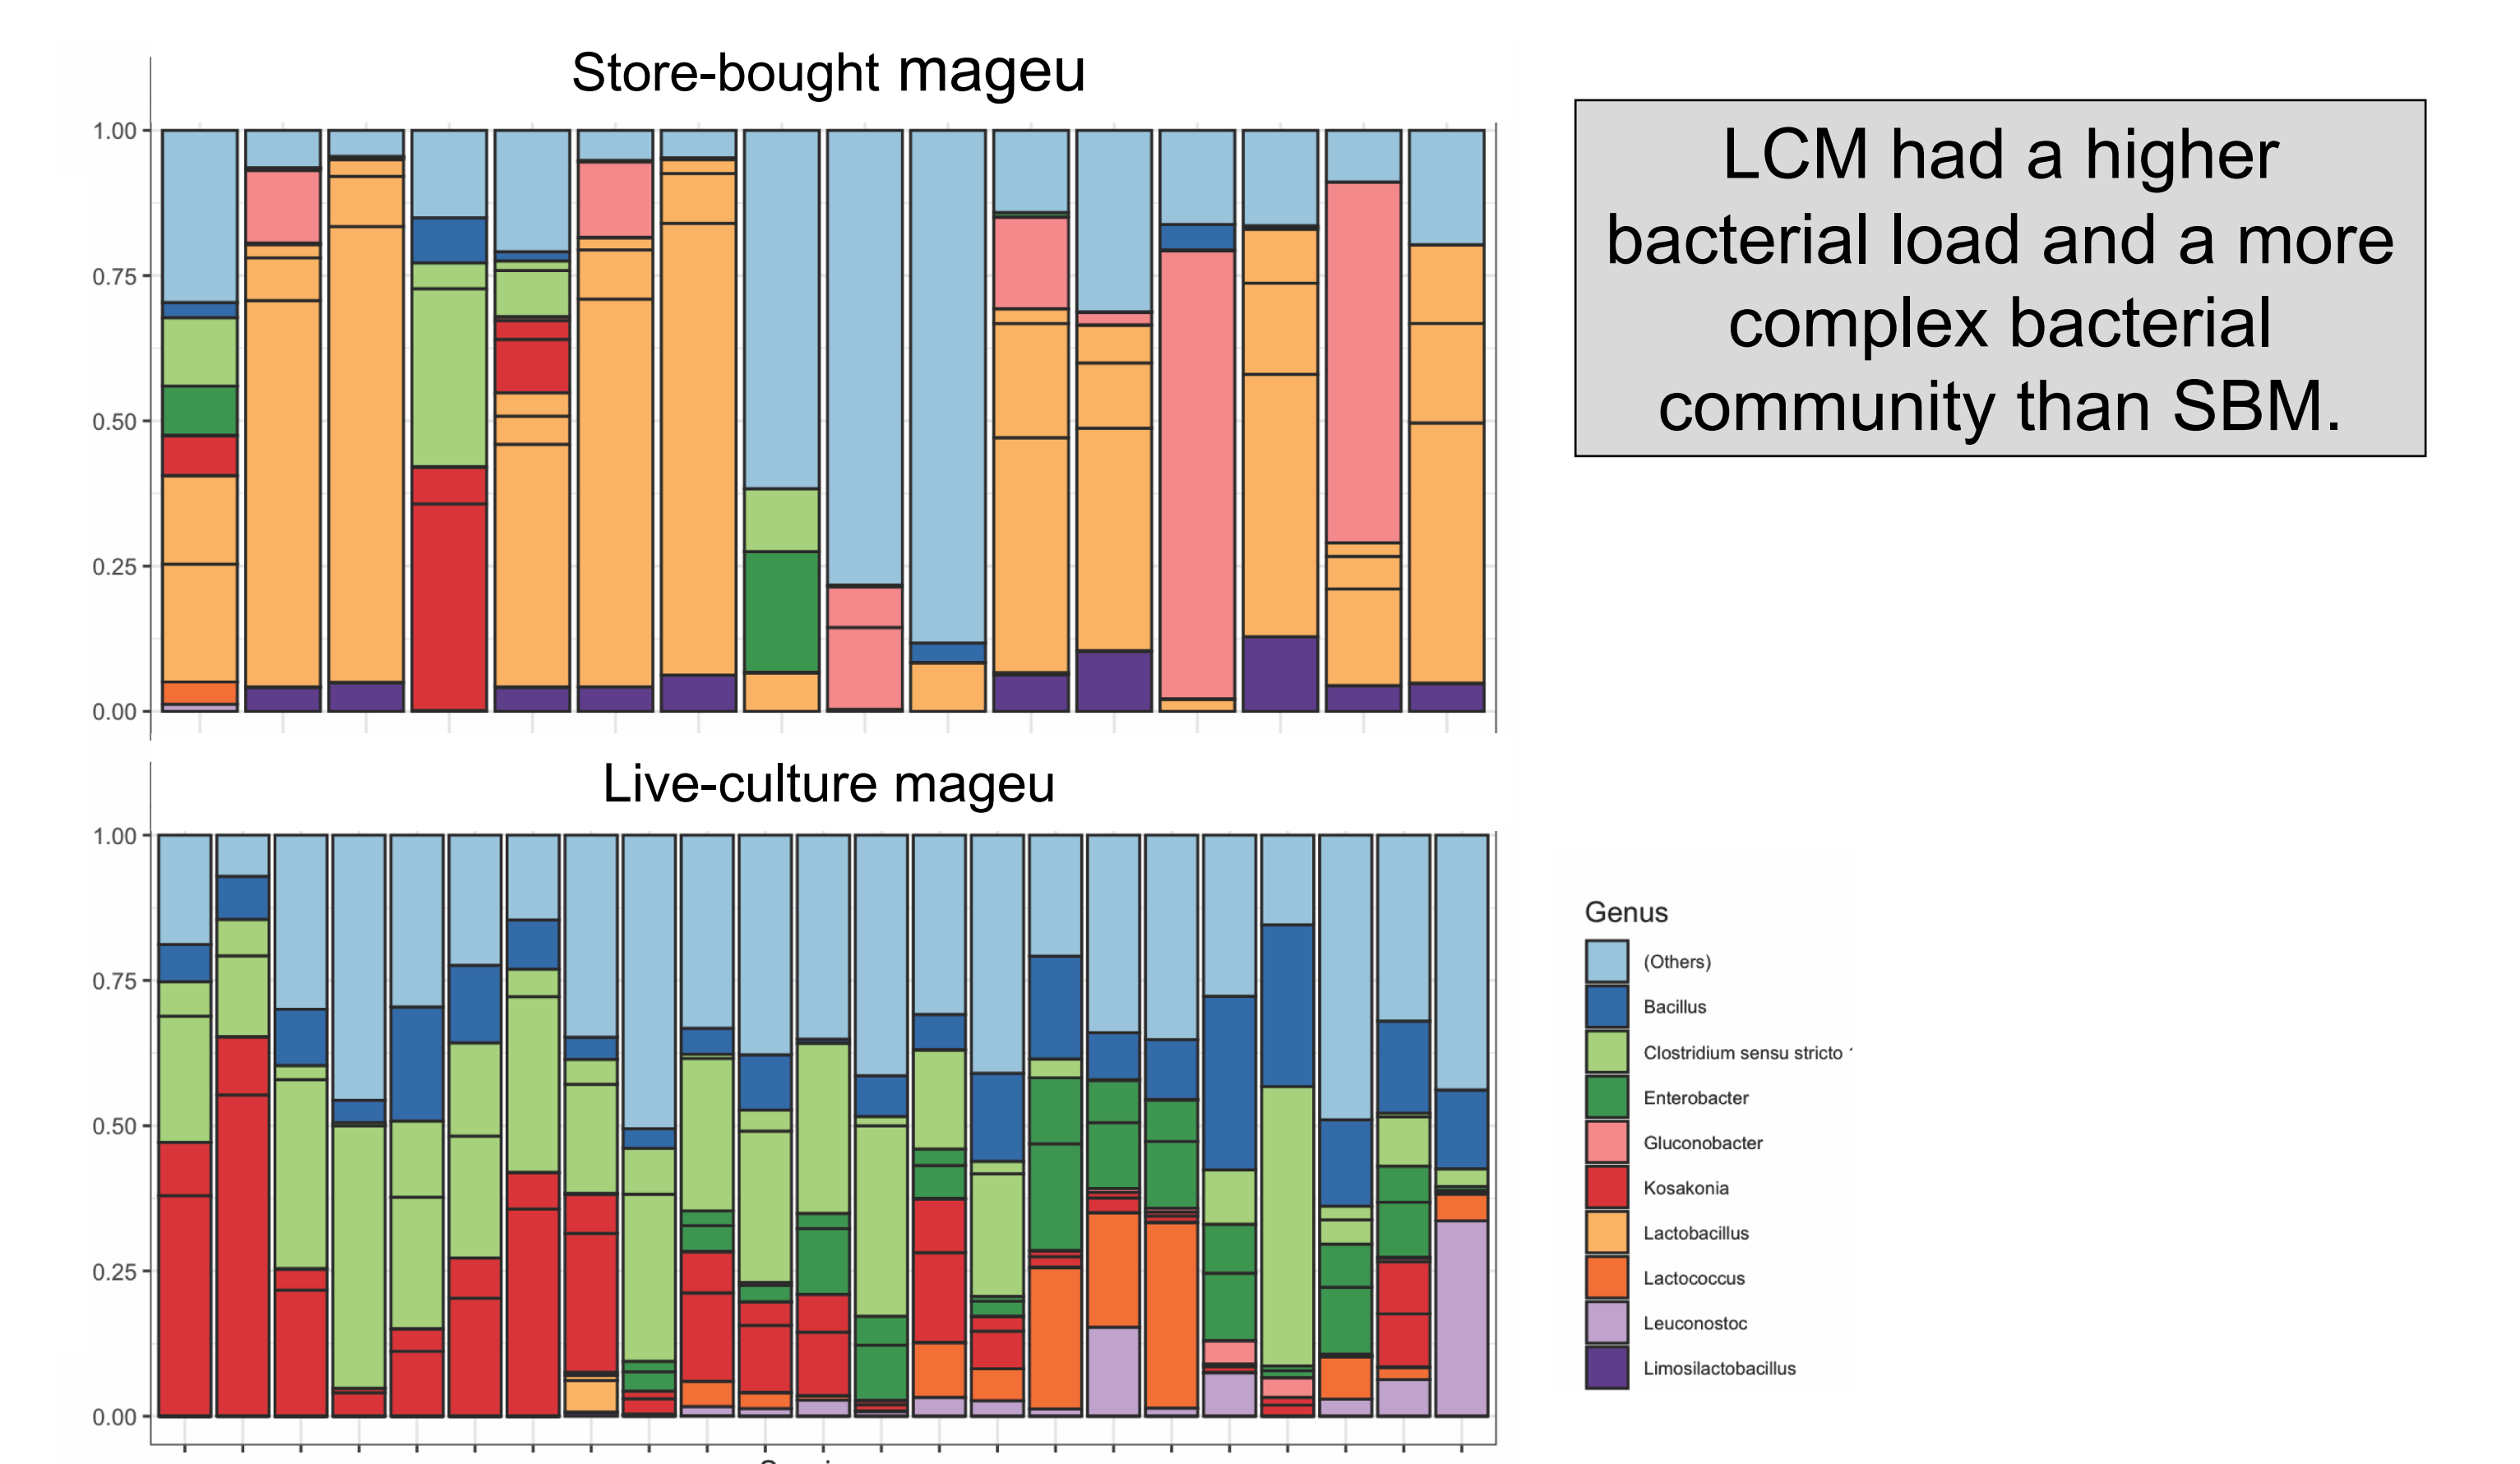 Store-bought mageu
1.00
0.75
0.50
0.25
0.00
LCM had a higher
bacterial load and a more
complex bacterial
community than SBM.
Live-culture mageu
1.00
0.75
0.50
0.25
0.00
Genus
(Others)
Bacillus
Clostridium sensu stricto
Enterobacter
Gluconobacter
Kosakonia
Lactobacillus
Lactococcus
Leuconostoc
Limosilactobacillus